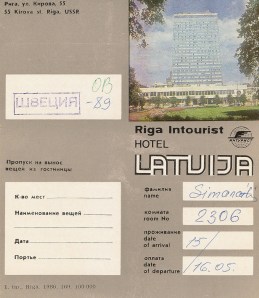 Рига, ул. Кирова, 55
55 Kirova st. Riga, USSR
ШВЕЦИЯ
ОВ
-89
Пропуск на вынос
вещей из гостиницы
К-во мест
Наименование вещей
Дата
Портье
Riga Intourist
HOTEL
LATVIJA
фамилия
name
комната
room No
2306
проживание
date
of arrival
15/
оплата
date
of departure
16.05.